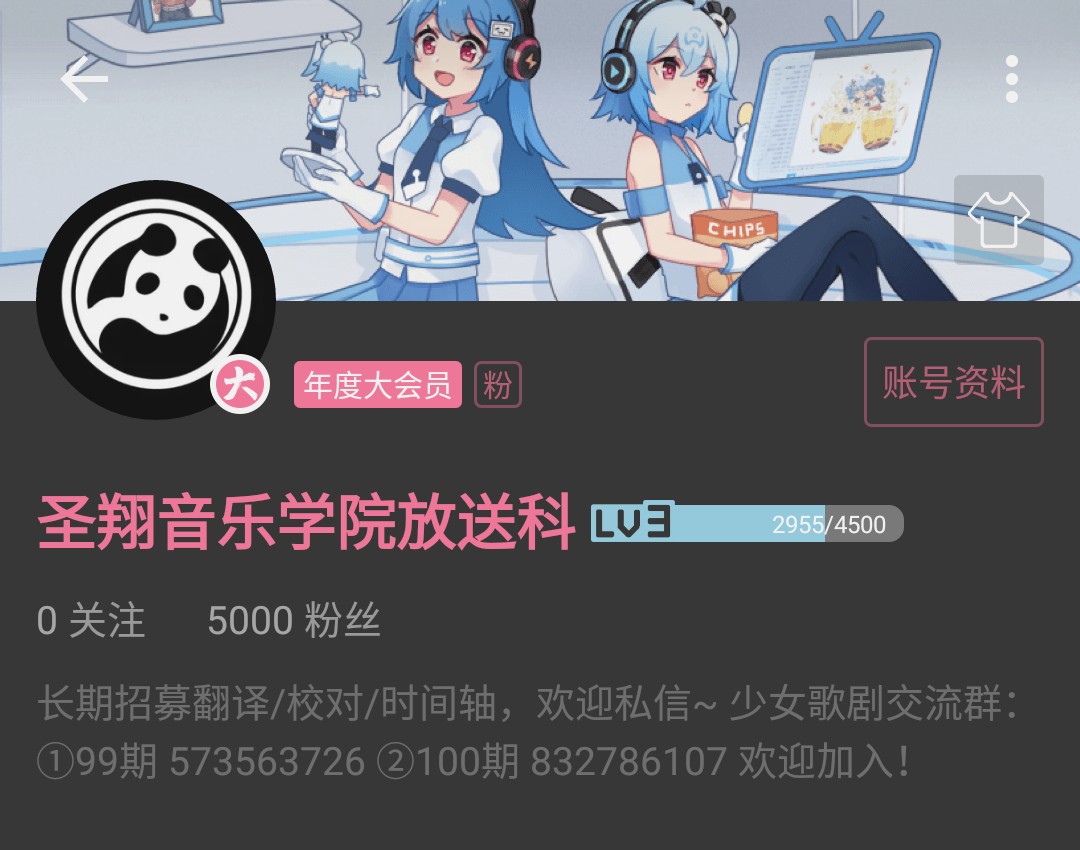 CHIPS
大
年度大会员 粉
账号资料
圣翔音乐学院放送科 LV3 2955/4500
0 关注 5000 粉丝
长期招募翻译/校对/时间轴，欢迎私信~ 少女歌剧交流群：
①99期 573563726 ②100期 832786107 欢迎加入！